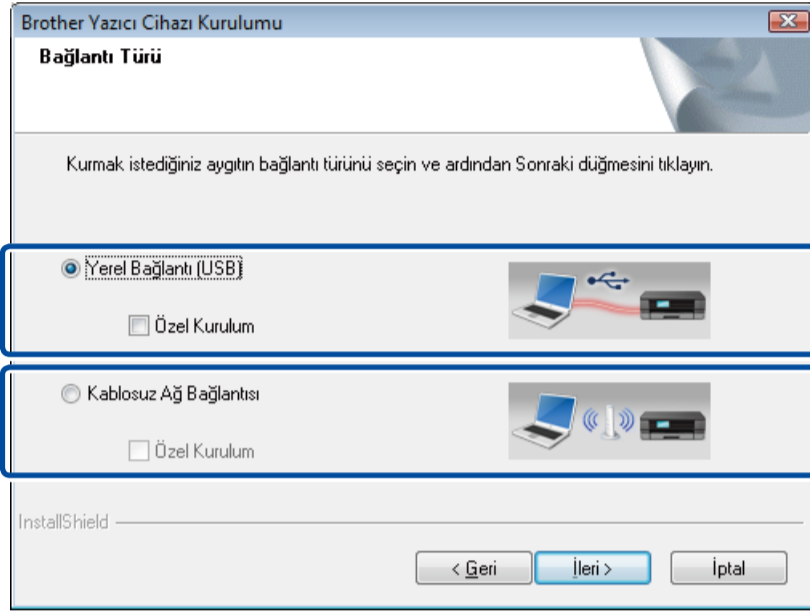 Brother Yazıcı Cihazı Kurulumu
Bağlantı Türü
Kurmak istediğiniz aygıtın bağlantı türünü seçin ve ardından Sonraki düğmesini tıklayın.
Yerel Bağlantı (USB)
Özel Kurulum
Kablosuz Ağ Bağlantısı
Özel Kurulum
InstallShield
< Geri İleri > İptal